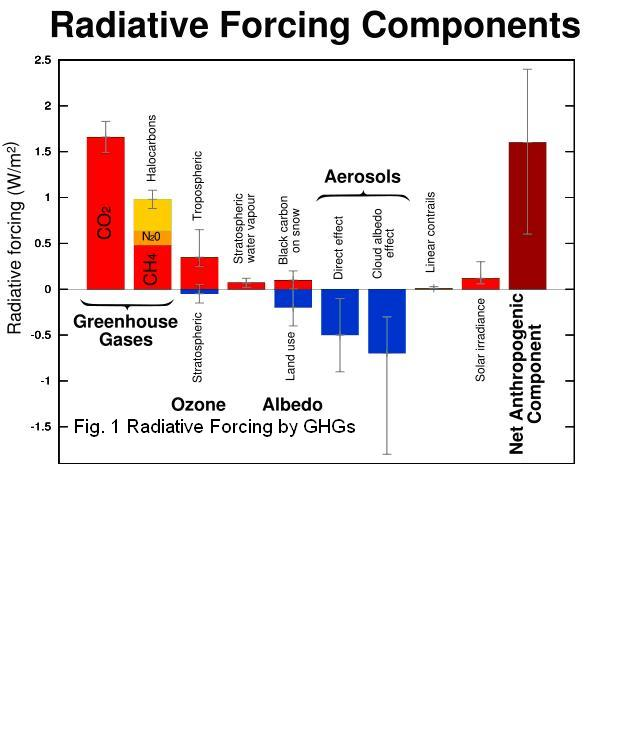 Radiative Forcing Components
2.5
2
1.5
1
0.5
0
-0.5
-1
-1.5
Radiative forcing (W/m²)
CO₂
Halocarbons
N₂0
CH₄
Greenhouse
Gases
Tropospheric
Stratospheric
Ozone
Stratospheric
water vapour
Black carbon
on snow
Land use
Albedo
Aerosols
Direct effect
Cloud albedo
effect
Linear contrails
Solar irradiance
Net Anthropogenic
Component
Fig. 1 Radiative Forcing by GHGs